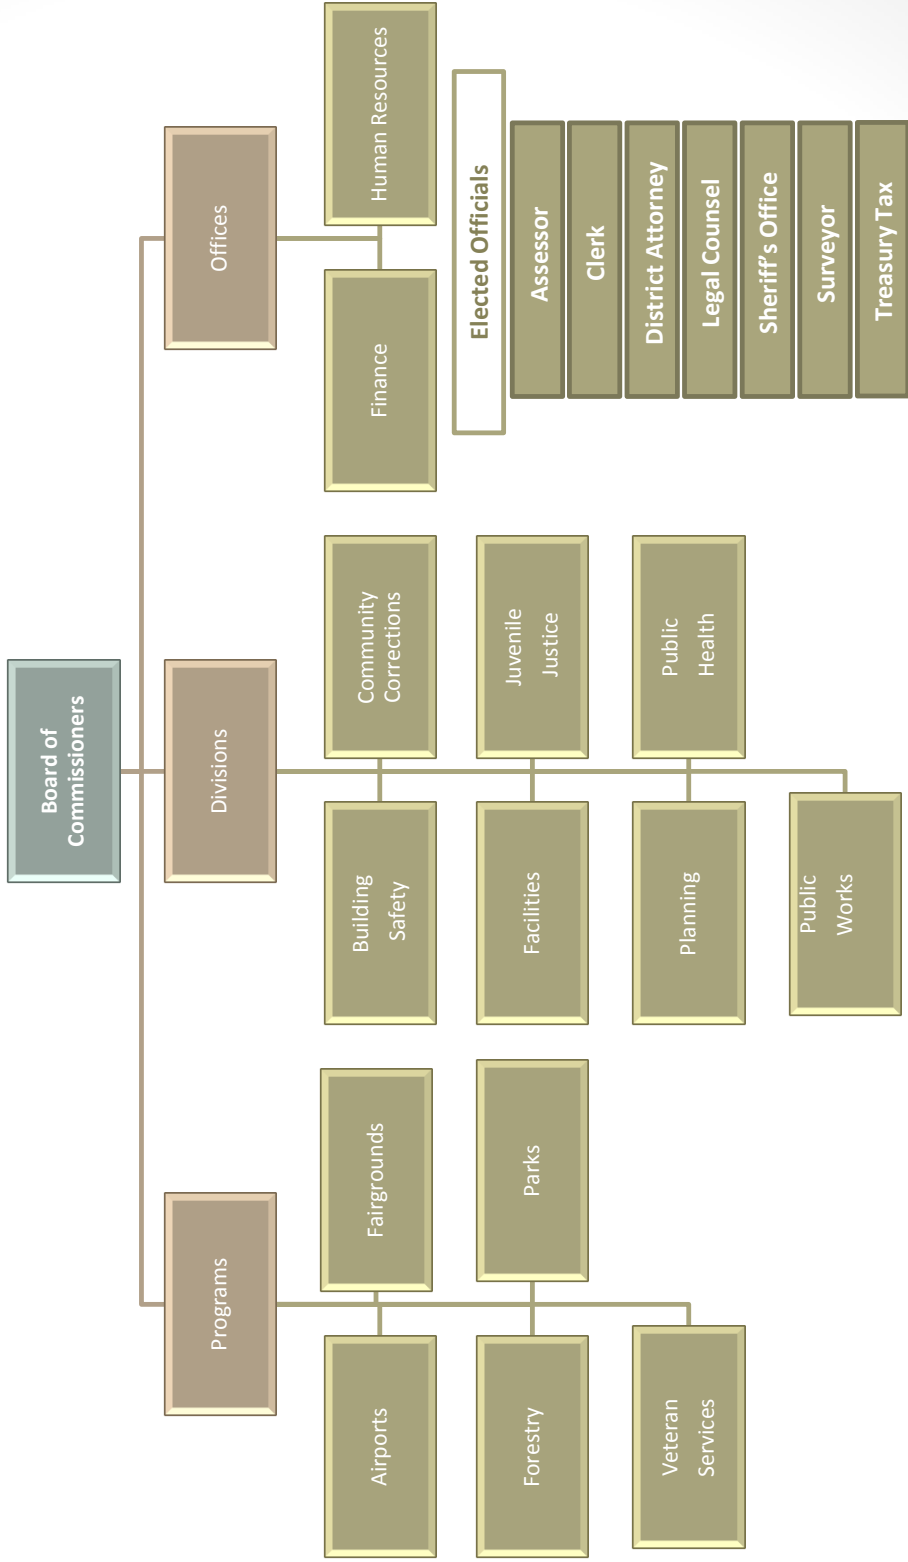 Board of
Commissioners
Programs
Divisions
Offices
Airports
Fairgrounds
Forestry
Parks
Veteran
Services
Building
Safety
Community
Corrections
Facilities
Juvenile
Justice
Planning
Public
Health
Public
Works
Finance
Human Resources
Elected Officials
Assessor
Clerk
District Attorney
Legal Counsel
Sheriff's Office
Surveyor
Treasury Tax